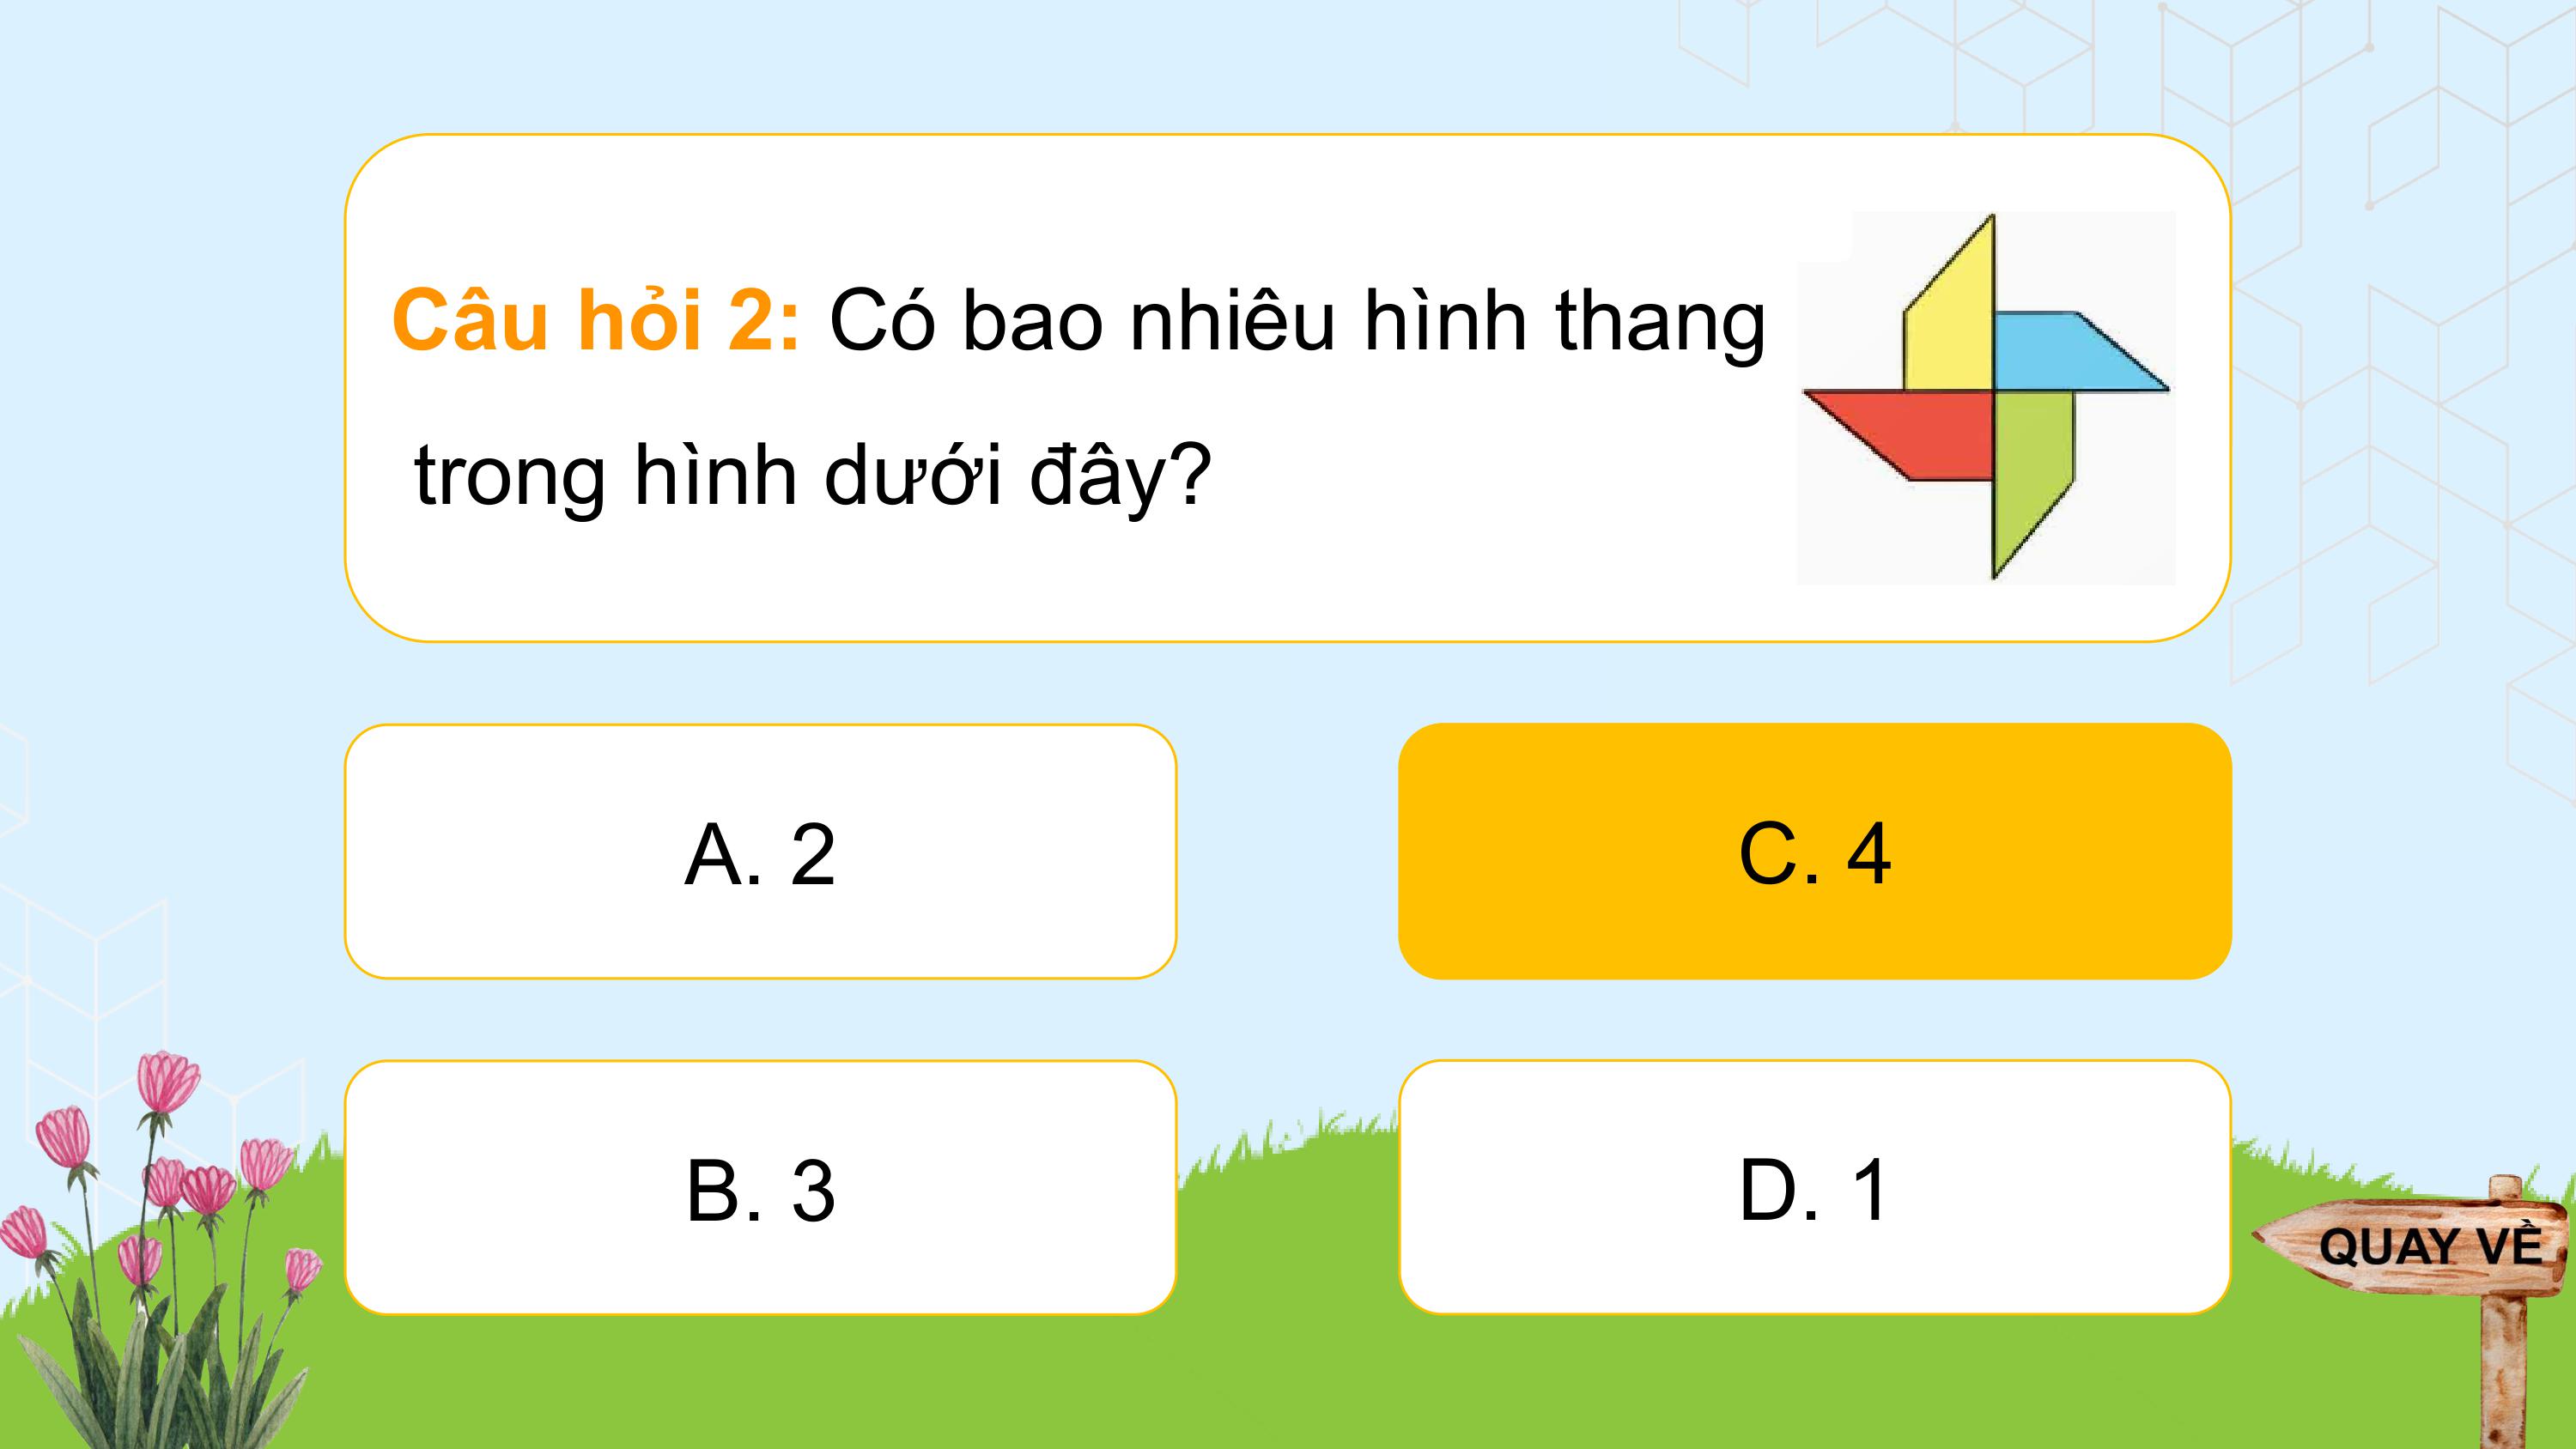 Câu hỏi 2: Có bao nhiêu hình thang
trong hình dưới đây?
A. 2
C. 4
B. 3
D. 1
QUAY VỀ